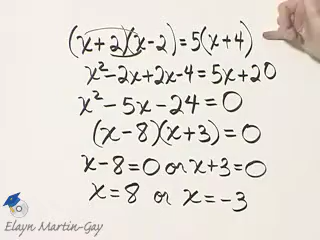 (x+2)(x-2)=5(x+4)
x²-2x+2x-4=5x+20
x²-5x-24=0
(x-8)(x+3)=0
x-8=0 or x+3=0
x=8 or x=-3
Elayn Martin-Gay